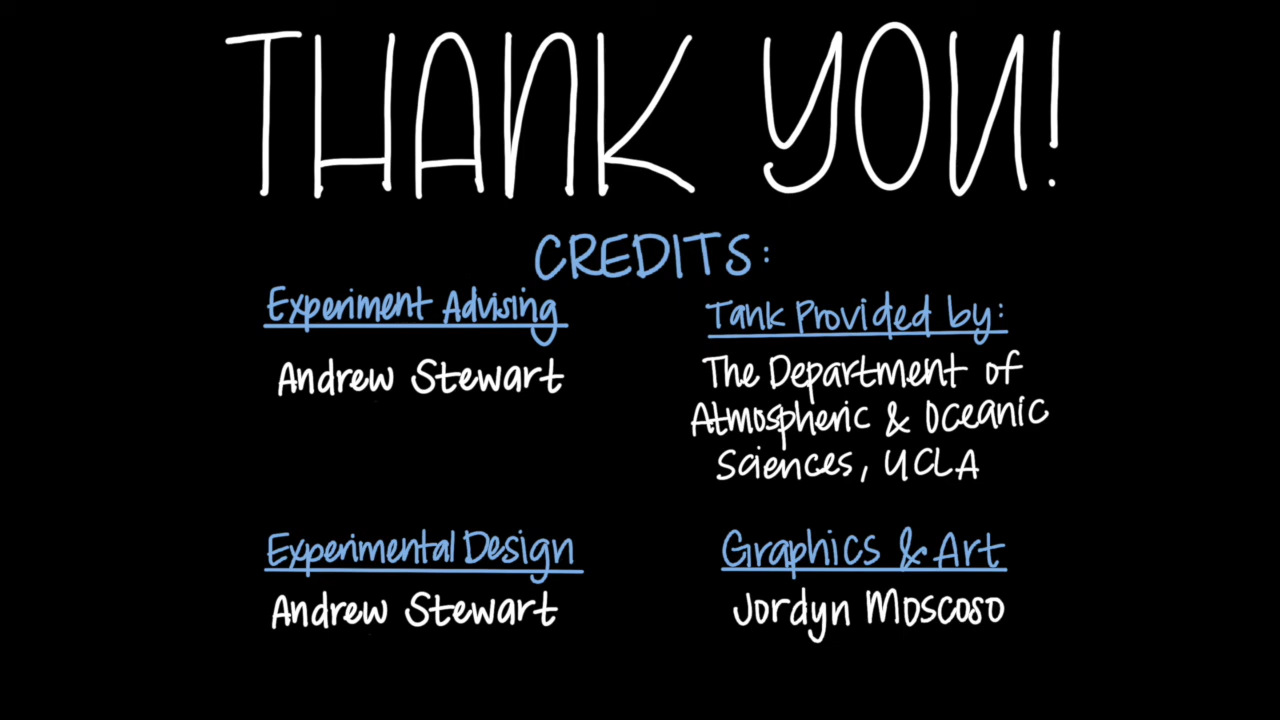 THANK YOU!
CREDITS:
Experiment Advising
Andrew Stewart
Tank Provided by:
The Department of
Atmospheric & Oceanic
Sciences, UCLA
Experimental Design
Andrew Stewart
Graphics & Art
Jordyn Moscoso